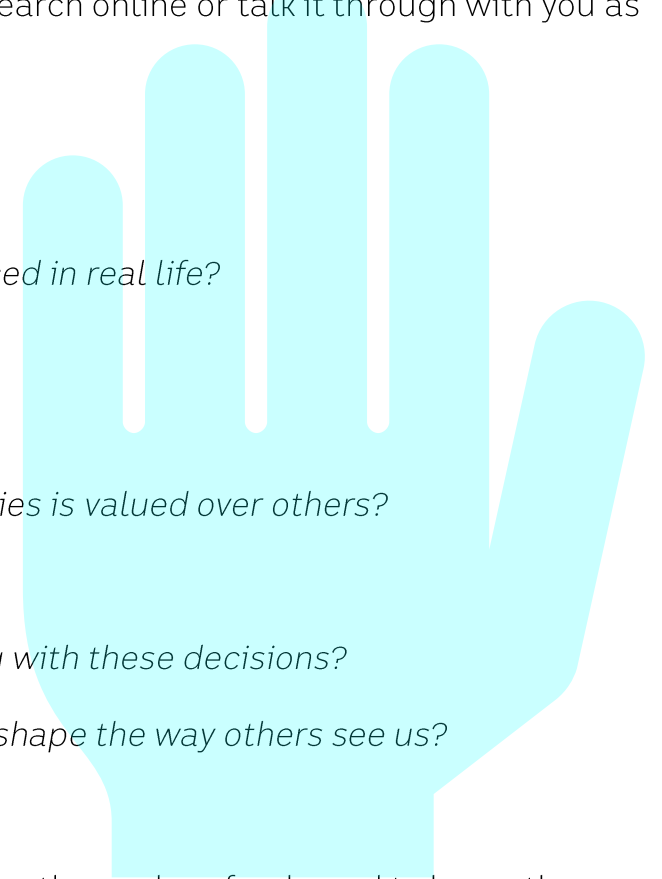 earch online or talk it through with you as
ed in real life?
ies is valued over others?
with these decisions?
shape the way others see us?